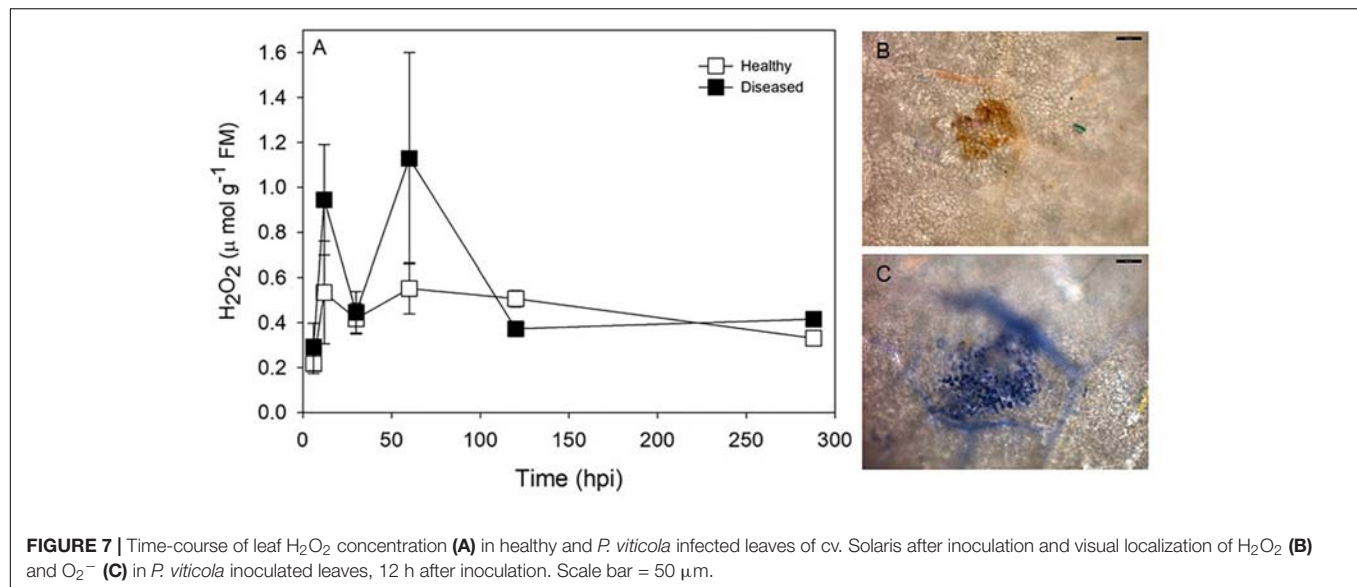 A
Healthy
Diseased
H₂O₂ (μ mol g⁻¹ FM)
1.6
1.4
1.2
1.0
0.8
0.6
0.4
0.2
0.0
0 50 100 150 200 250 300
Time (hpi)
B
C
FIGURE 7 | Time-course of leaf H₂O₂ concentration (A) in healthy and P. viticola infected leaves of cv. Solaris after inoculation and visual localization of H₂O₂ (B)
and O₂⁻ (C) in P. viticola inoculated leaves, 12 h after inoculation. Scale bar = 50 μm.